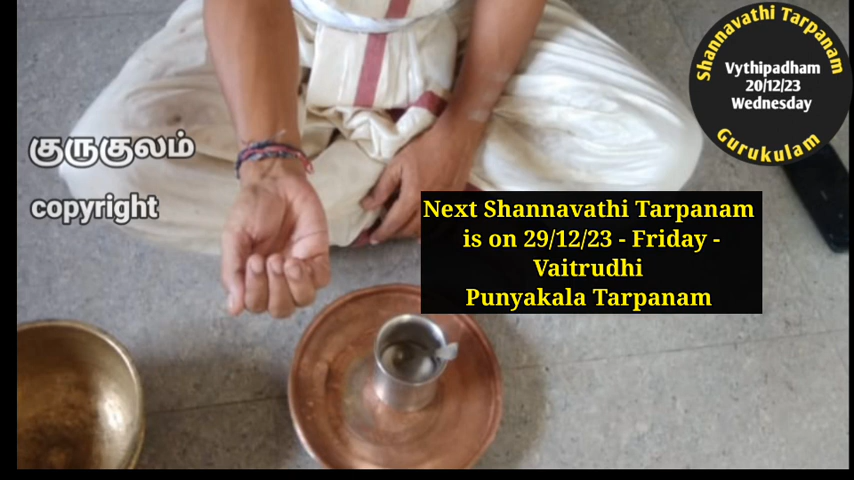 Shannavathi Tarpanam
Vythipadham
20/12/23
Wednesday
Gurukulam
குருகுலம்
copyright
Next Shannavathi Tarpanam
is on 29/12/23 - Friday -
Vaitrudhi
Punyakala Tarpanam